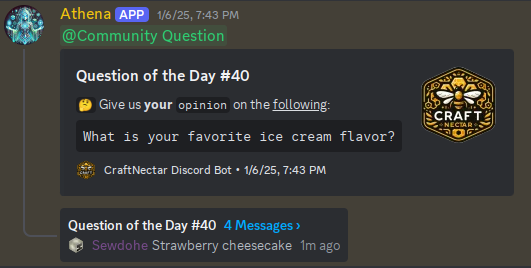 Athena APP 1/6/25, 7:43 PM
@Community Question
Question of the Day #40
🤔 Give us your opinion on the following:
What is your favorite ice cream flavor?
CRAFT
NECTAR
CraftNectar Discord Bot • 1/6/25, 7:43 PM
Question of the Day #40 4 Messages ›
Sewdohe Strawberry cheesecake 1m ago